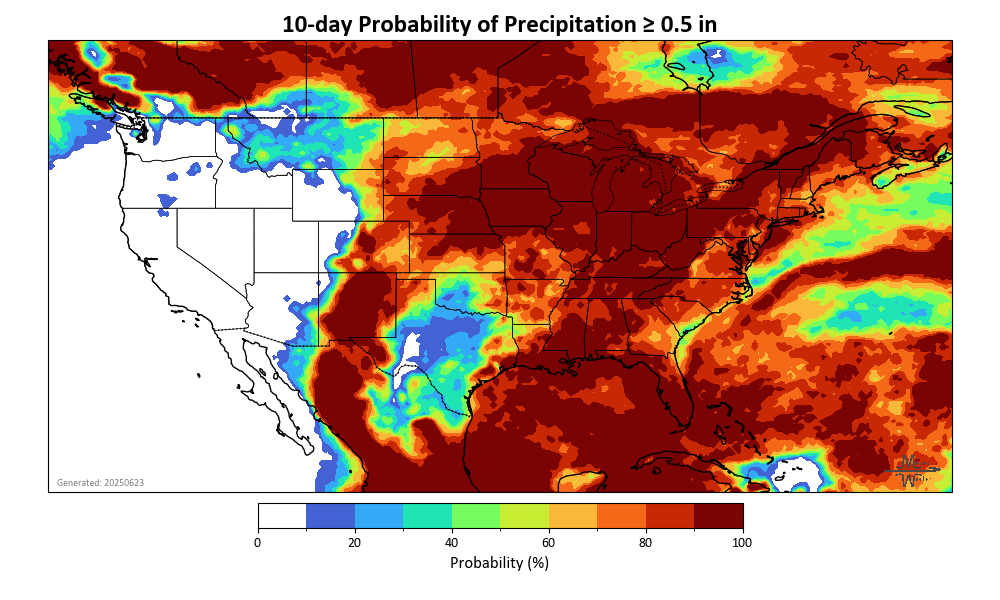 10-day Probability of Precipitation ≥ 0.5 in
Generated: 20250623
0 20 40 60 80 100
Probability (%)